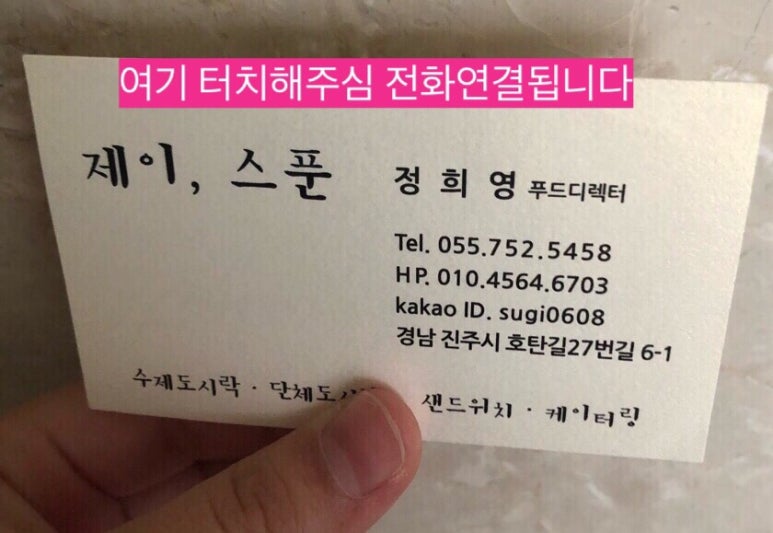 여기 터치해주심 전화연결됩니다
제이, 스푼
정희영 푸드디렉터
Tel. 055.752.5458
HP. 010.4564.6703
kakao ID. sugi0608
경남 진주시 호탄길27번길 6-1
수제도시락 · 단체 · 샌드위치 · 케이터링